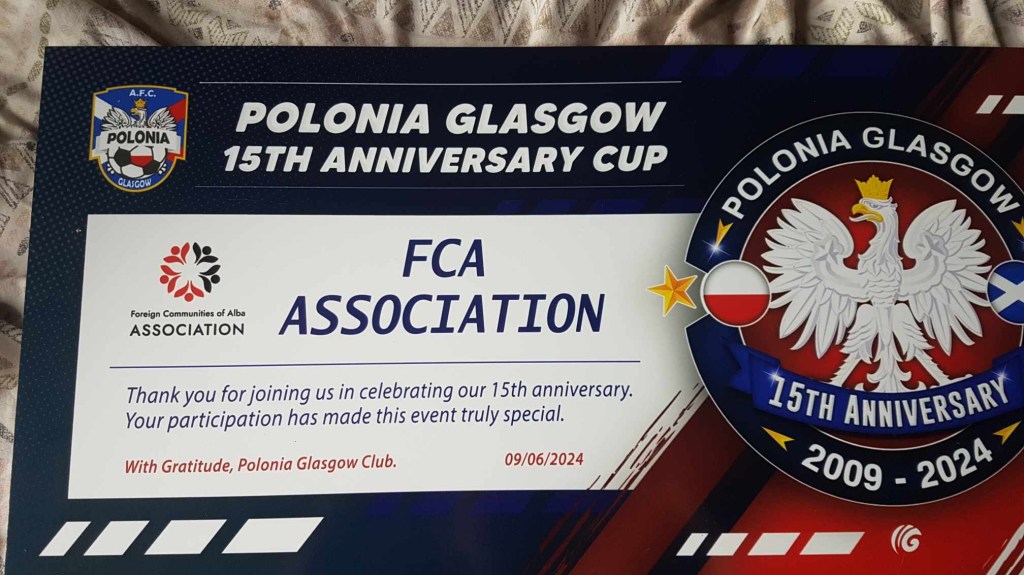 A.F.C.
POLONIA
GLASGOW
POLONIA GLASGOW
15TH ANNIVERSARY CUP
Foreign Communities of Alba
ASSOCIATION
FCA
ASSOCIATION
Thank you for joining us in celebrating our 15th anniversary.
Your participation has made this event truly special.
With Gratitude, Polonia Glasgow Club. 09/06/2024
POLONIA GLASGOW
15TH ANNIVERSARY
2009 - 2024